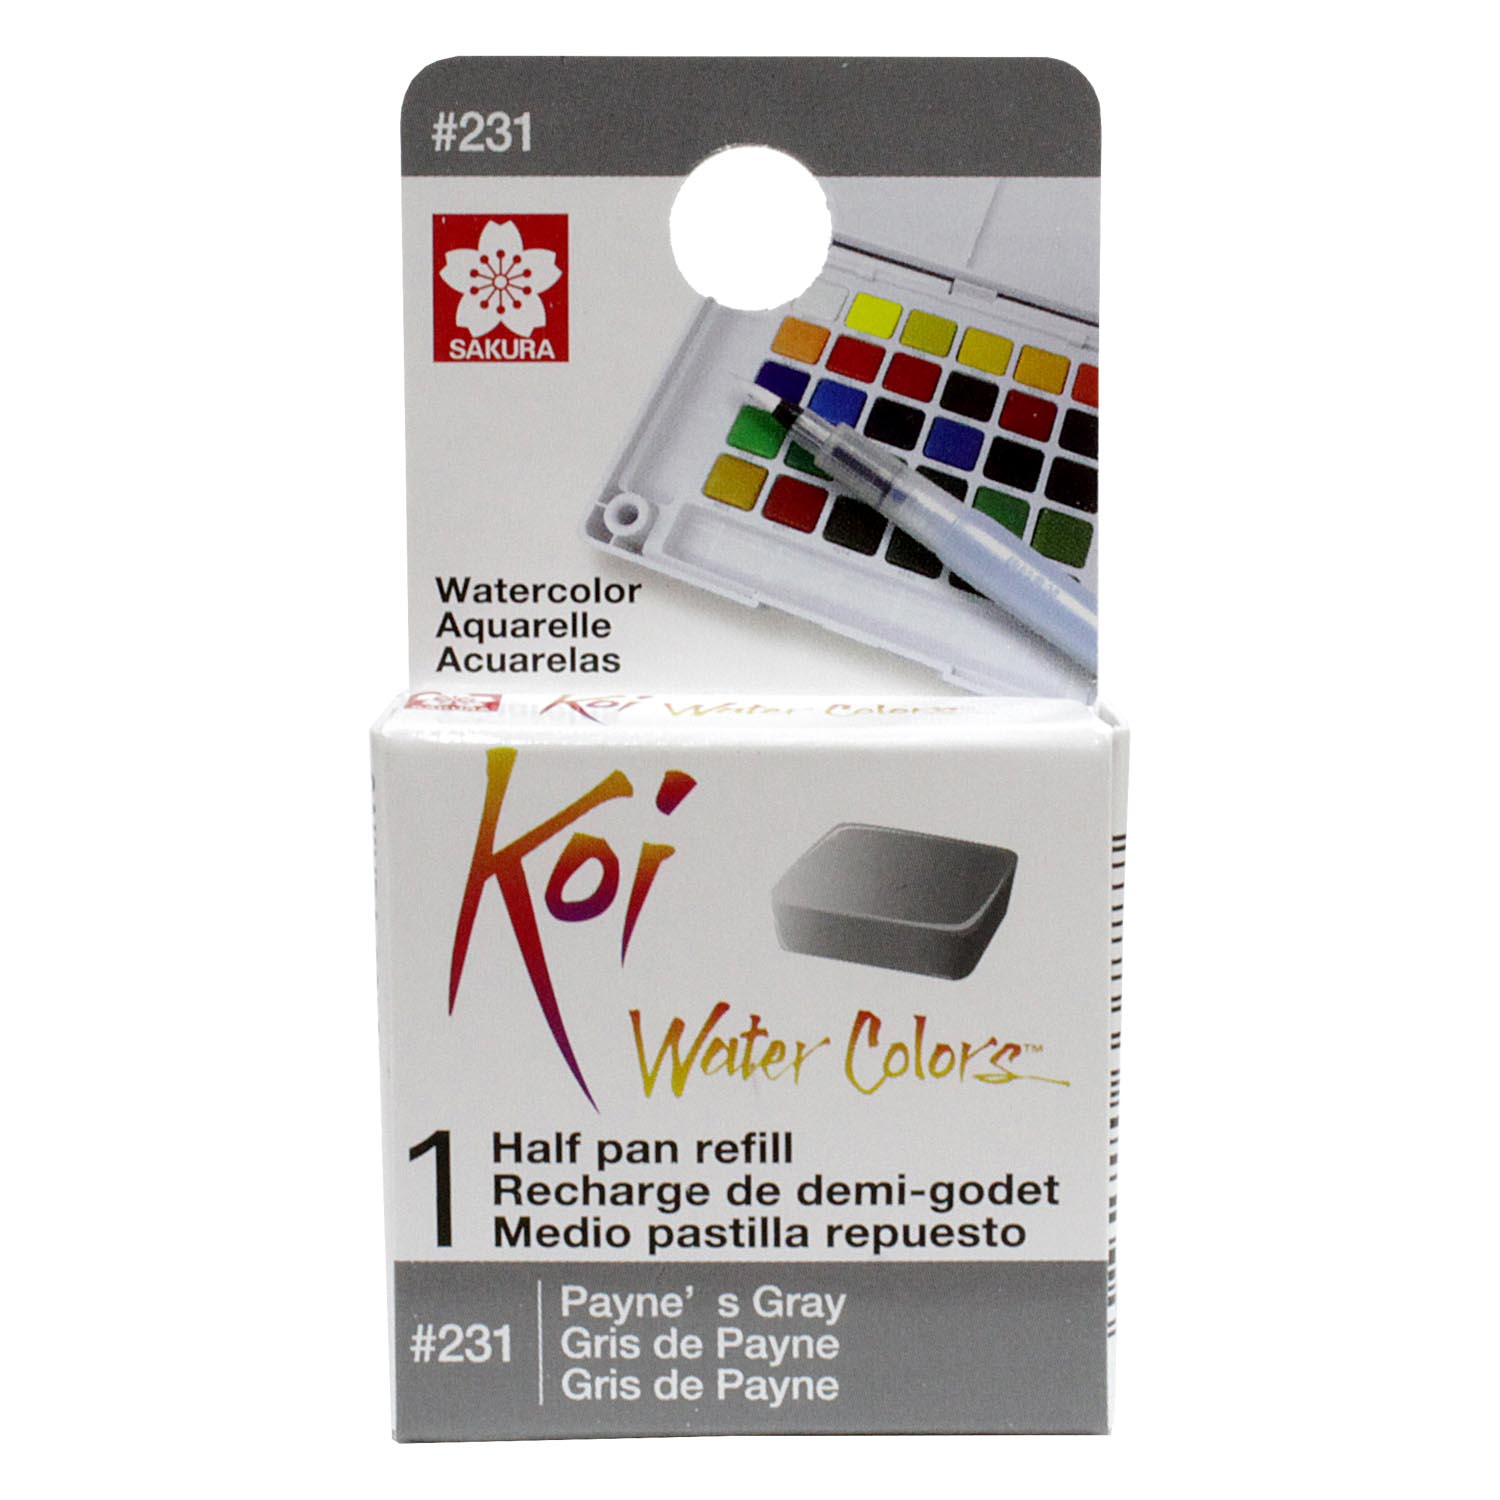 #231
SAKURA
Watercolor
Aquarelle
Acuarelas
SAKURA Koi Water Colors
Koi
Water Colors™
1 Half pan refill
Recharge de demi-godet
Medio pastilla repuesto
#231
Payne’ s Gray
Gris de Payne
Gris de Payne